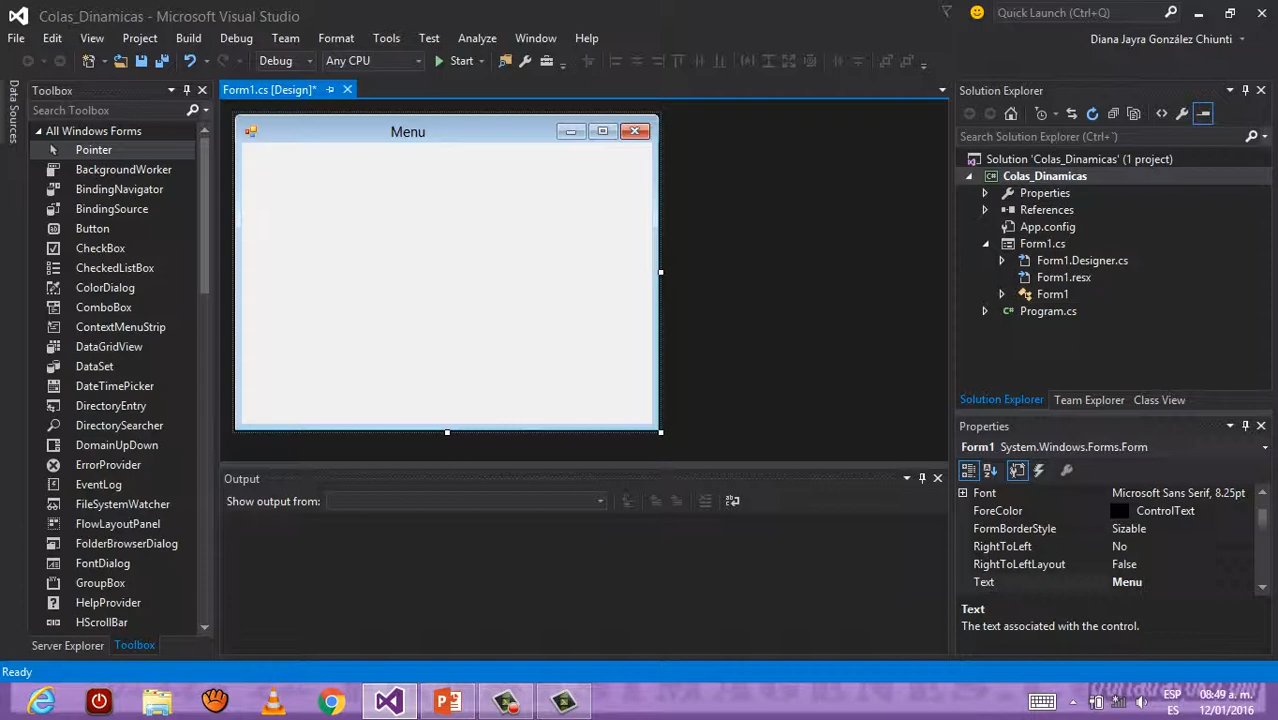 Colas_Dinamicas - Microsoft Visual Studio
Quick Launch (Ctrl+Q)
File Edit View Project Build Debug Team Format Tools Test Analyze Window Help
Diana Jayra González Chiunti
Debug Any CPU Start
Data Sources
Toolbox
Search Toolbox
All Windows Forms
Pointer
BackgroundWorker
BindingNavigator
BindingSource
Button
CheckBox
CheckedListBox
ColorDialog
ComboBox
ContextMenuStrip
DataGridView
DataSet
DateTimePicker
DirectoryEntry
DirectorySearcher
DomainUpDown
ErrorProvider
EventLog
FileSystemWatcher
FlowLayoutPanel
FolderBrowserDialog
FontDialog
GroupBox
HelpProvider
HScrollBar
Server Explorer Toolbox
Form1.cs [Design]*
Menu
Output
Show output from:
Solution Explorer
Search Solution Explorer (Ctrl+´)
Solution 'Colas_Dinamicas' (1 project)
Colas_Dinamicas
Properties
References
App.config
Form1.cs
Form1.Designer.cs
Form1.resx
Form1
Program.cs
Solution Explorer Team Explorer Class View
Properties
Form1 System.Windows.Forms.Form
Font Microsoft Sans Serif, 8.25pt
ForeColor ControlText
FormBorderStyle Sizable
RightToLeft No
RightToLeftLayout False
Text Menu
Text
The text associated with the control.
Ready
ESP
ES
08:49 a. m.
12/01/2016